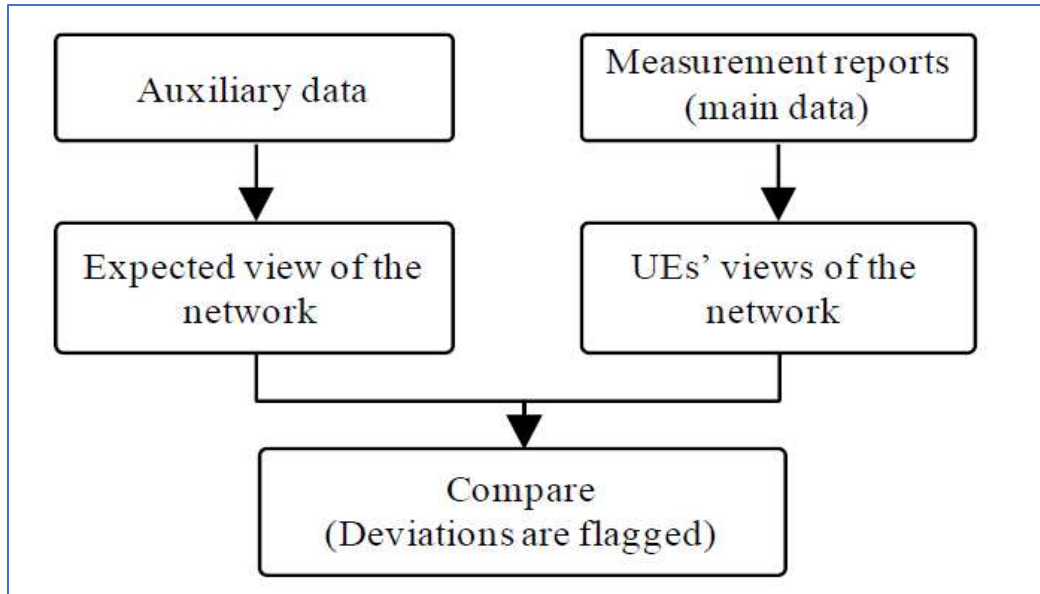 Auxiliary data
Measurement reports
(main data)
Expected view of the
network
UEs’ views of the
network
Compare
(Deviations are flagged)